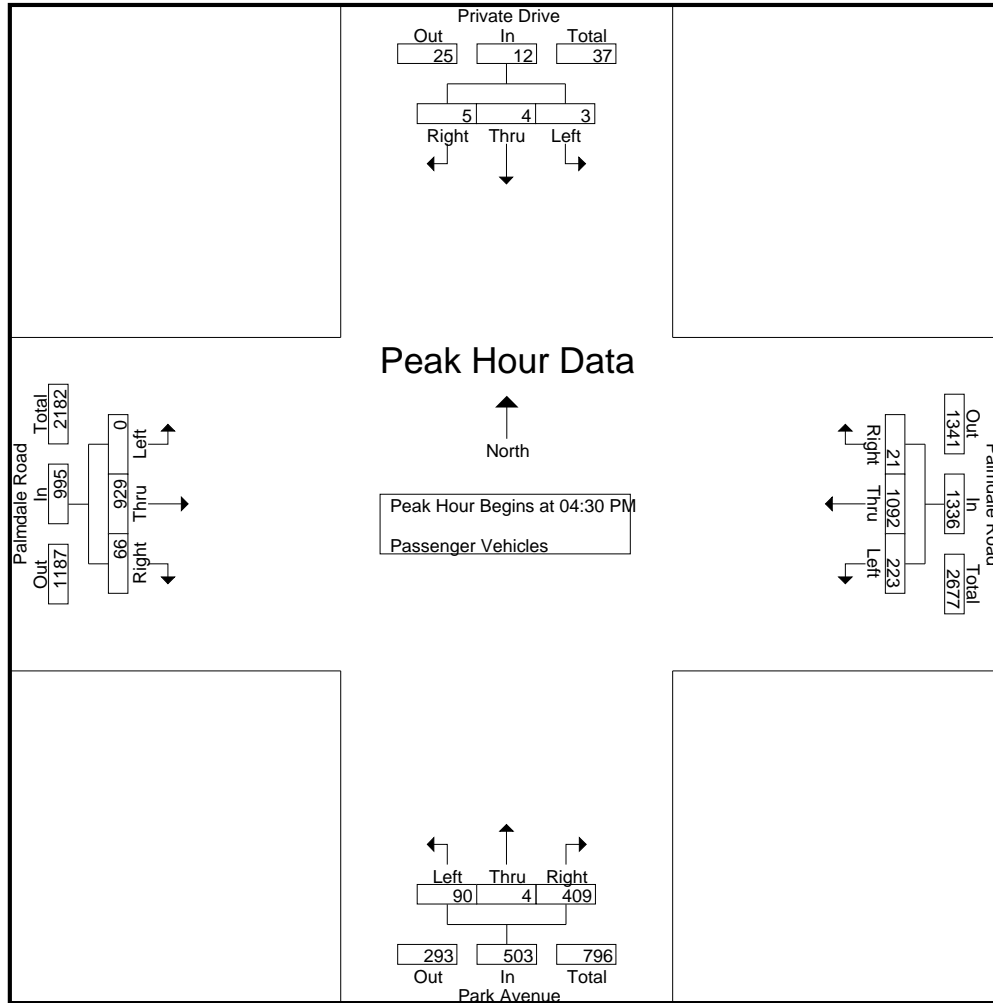 Private Drive
Out In Total
25 12 37
5 4 3
Right Thru Left
Peak Hour Data
North
Peak Hour Begins at 04:30 PM
Passenger Vehicles
Palmdale Road
Out In Total
1187 995 2182
Left Thru Right
0 929 66
Palmdale Road
Out In Total
1341 1336 2677
Right Thru Left
21 1092 223
Left Thru Right
90 4 409
293 503 796
Out In Total
Park Avenue